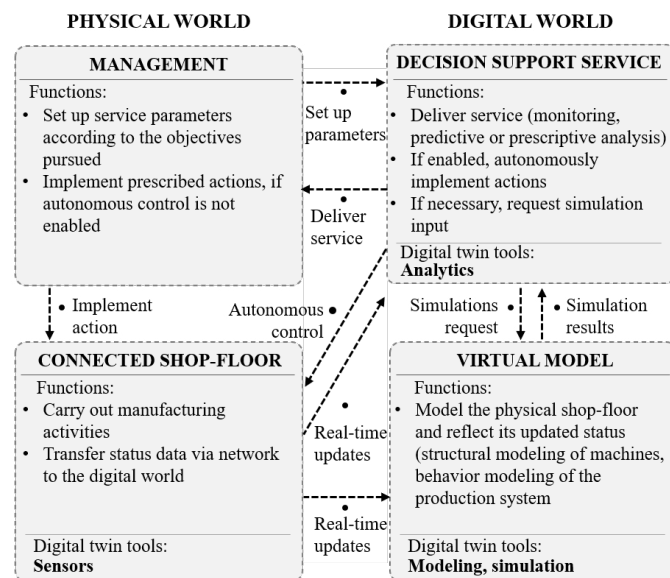 PHYSICAL WORLD
DIGITAL WORLD
MANAGEMENT
Functions:
• Set up service parameters
according to the objectives
pursued
• Implement prescribed actions, if
autonomous control is not
enabled
• Set up
parameters
• Deliver
service
DECISION SUPPORT SERVICE
Functions:
• Deliver service (monitoring,
predictive or prescriptive analysis)
• If enabled, autonomously
implement actions
• If necessary, request simulation
input
Digital twin tools:
Analytics
• Implement
action
Autonomous •
control
Simulations •
request
• Simulation
results
CONNECTED SHOP-FLOOR
Functions:
• Carry out manufacturing
activities
• Transfer status data via network
to the digital world
Digital twin tools:
Sensors
• Real-time
updates
• Real-time
updates
VIRTUAL MODEL
Functions:
• Model the physical shop-floor
and reflect its updated status
(structural modeling of machines,
behavior modeling of the
production system
Digital twin tools:
Modeling, simulation